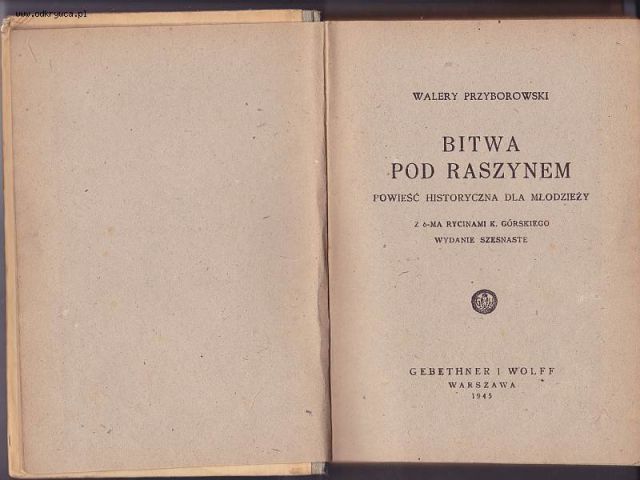 www.odkrywca.pl
WALERY PRZYBOROWSKI
BITWA
POD RASZYNEM
POWIEŚĆ HISTORYCZNA DLA MŁODZIEŻY
Z 6-MA RYCINAMI K. GÓRSKIEGO
WYDANIE SZESNASTE
GEBETHNER I WOLFF
WARSZAWA
1945